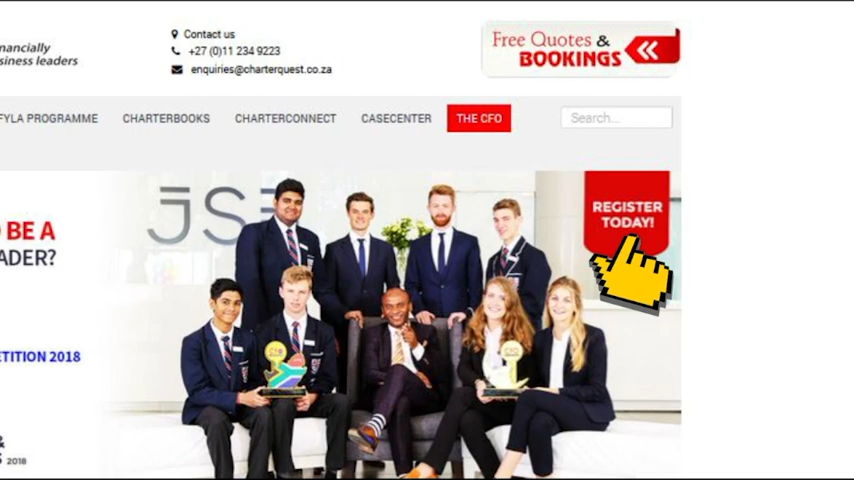 Contact us
+27 (0)11 234 9223
enquiries@charterquest.co.za
nancially
siness leaders
Free Quotes &
BOOKINGS
FYLA PROGRAMME
CHARTERBOOKS
CHARTERCONNECT
CASECENTER
THE CFO
Search...
JSE
REGISTER
TODAY!
O BE A
ADER?
ETITION 2018
&
S 2018